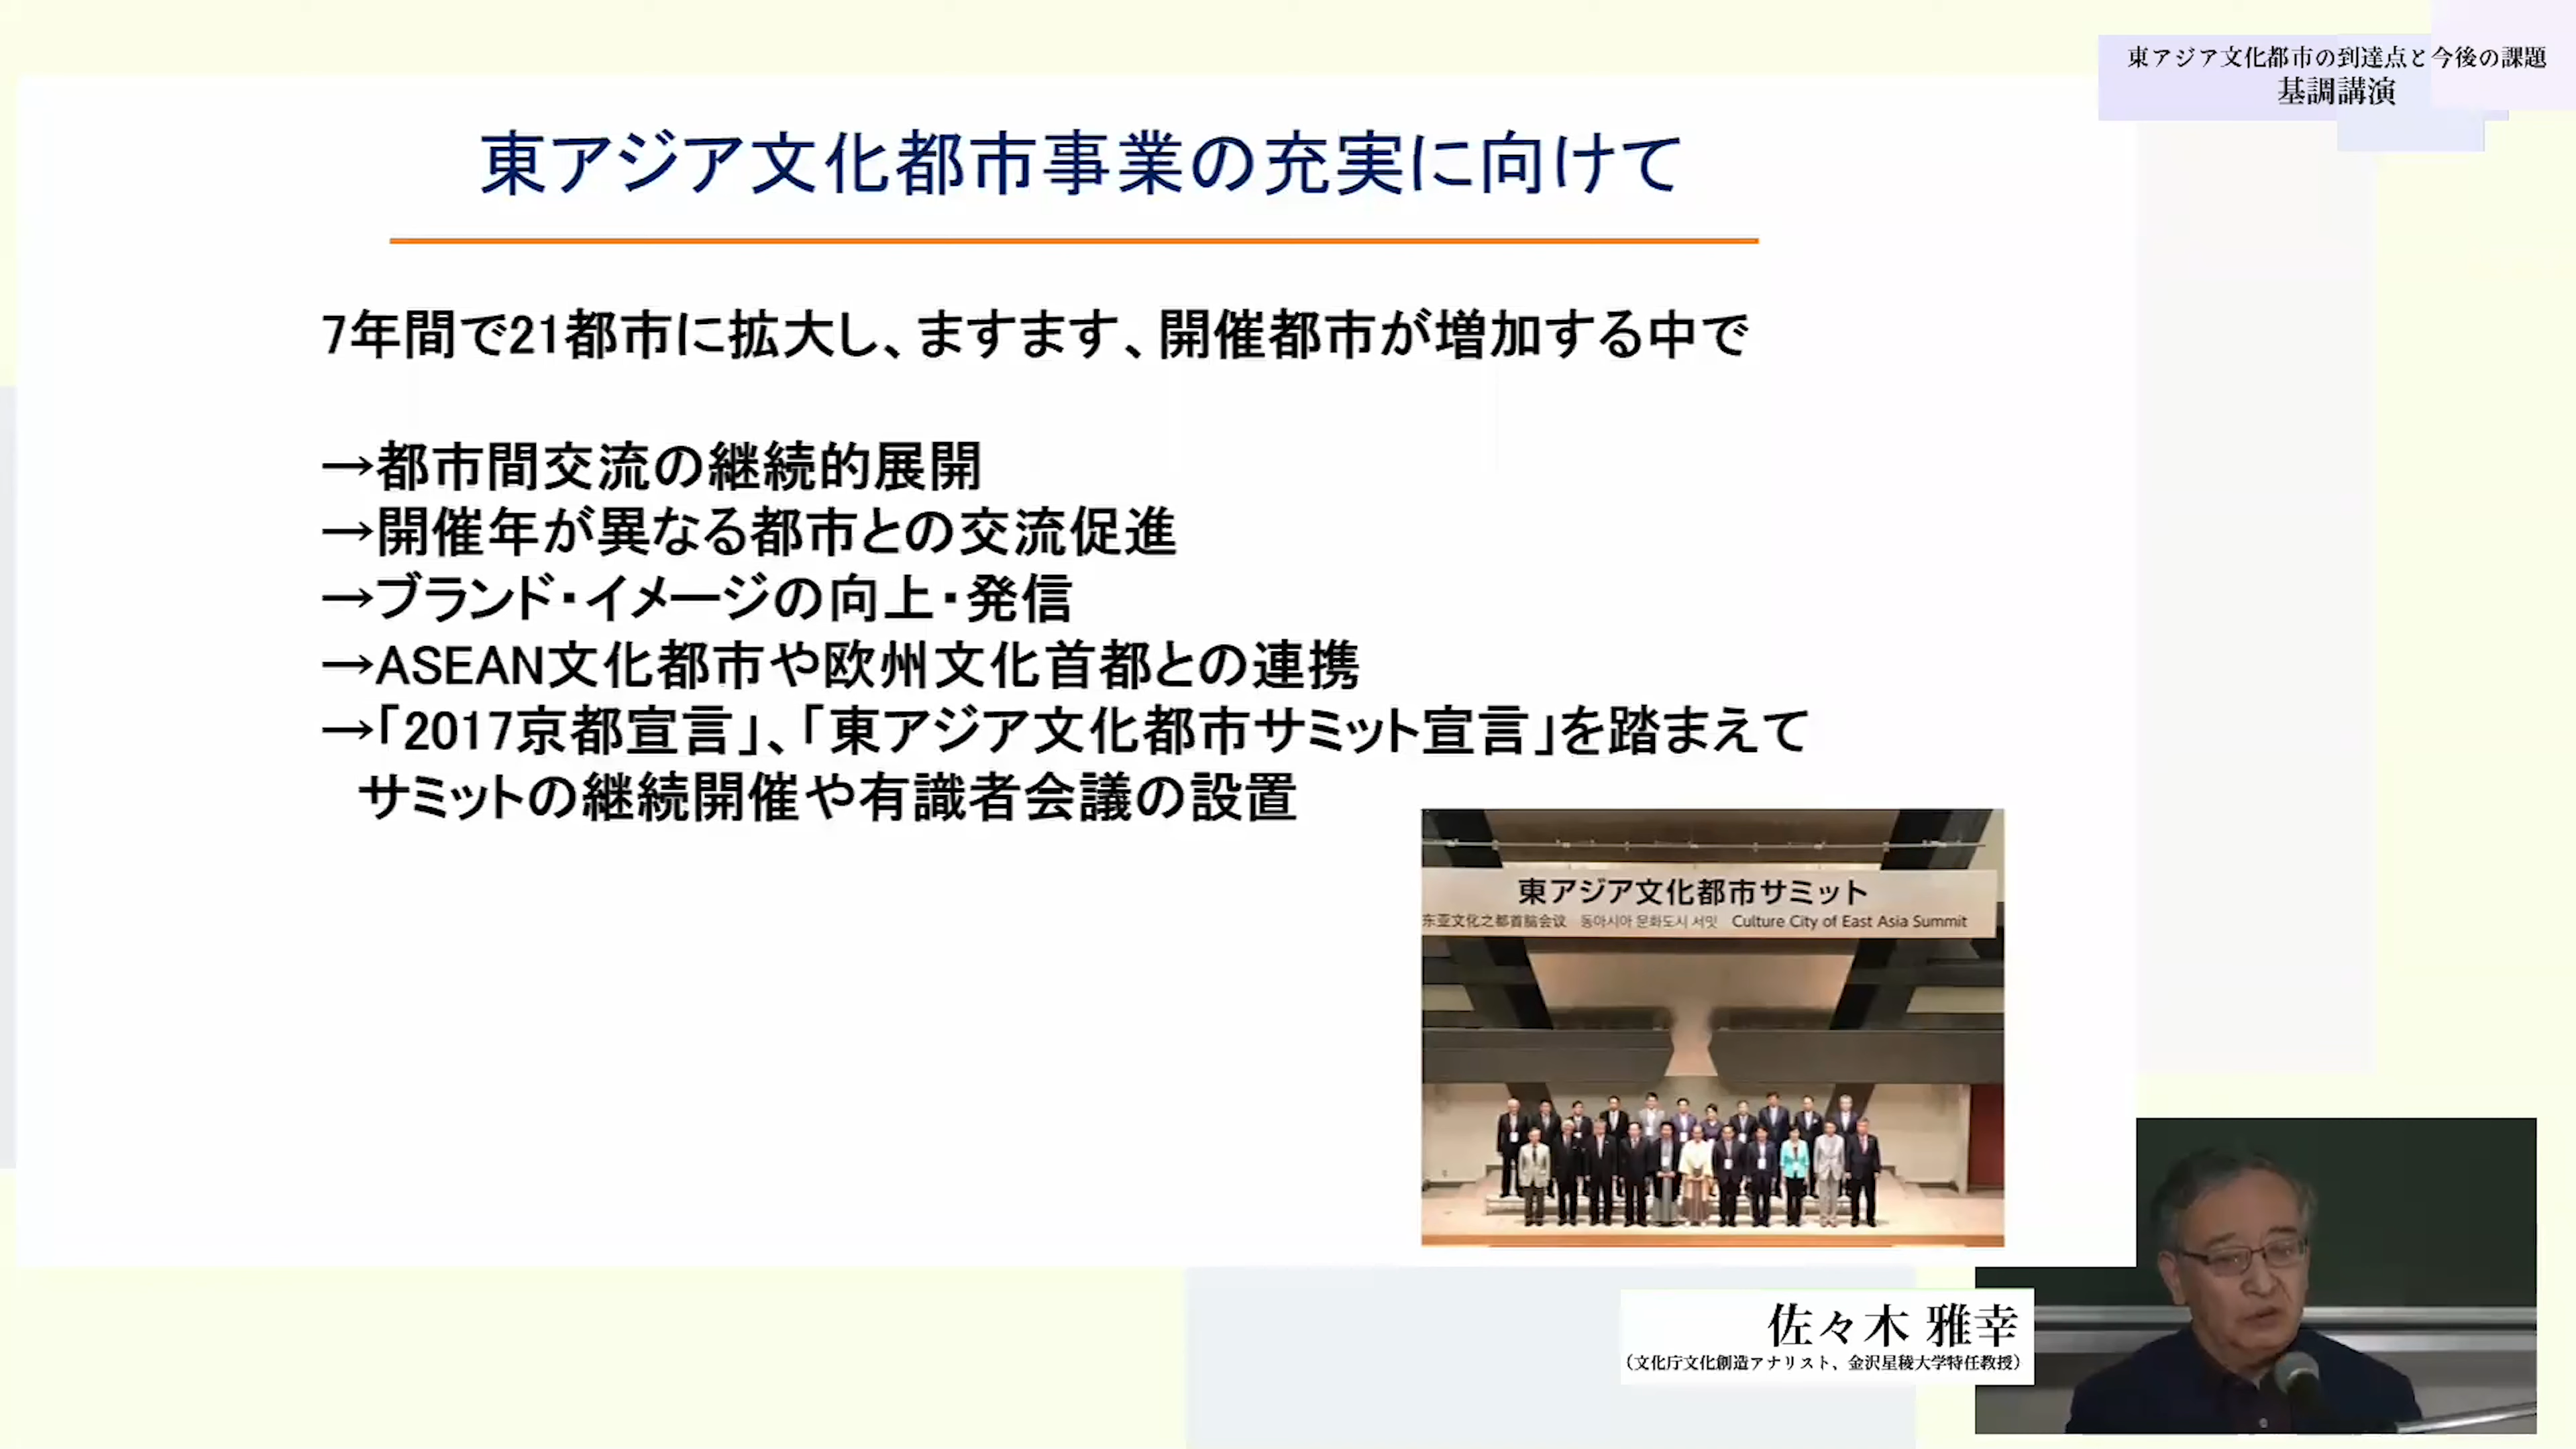 東アジア文化都市の到達点と今後の課題
基調講演
東アジア文化都市事業の充実に向けて
7年間で21都市に拡大し、ますます、開催都市が増加する中で
→都市間交流の継続的展開
→開催年が異なる都市との交流促進
→ブランド・イメージの向上・発信
→ASEAN文化都市や欧州文化首都との連携
→「2017京都宣言」、「東アジア文化都市サミット宣言」を踏まえて
サミットの継続開催や有識者会議の設置
東アジア文化都市サミット
东亚文化之都首脑会议 동아시아 문화도시 서밋 Culture City of East Asia Summit
佐々木 雅幸
（文化庁文化創造アナリスト、金沢星稜大学特任教授）